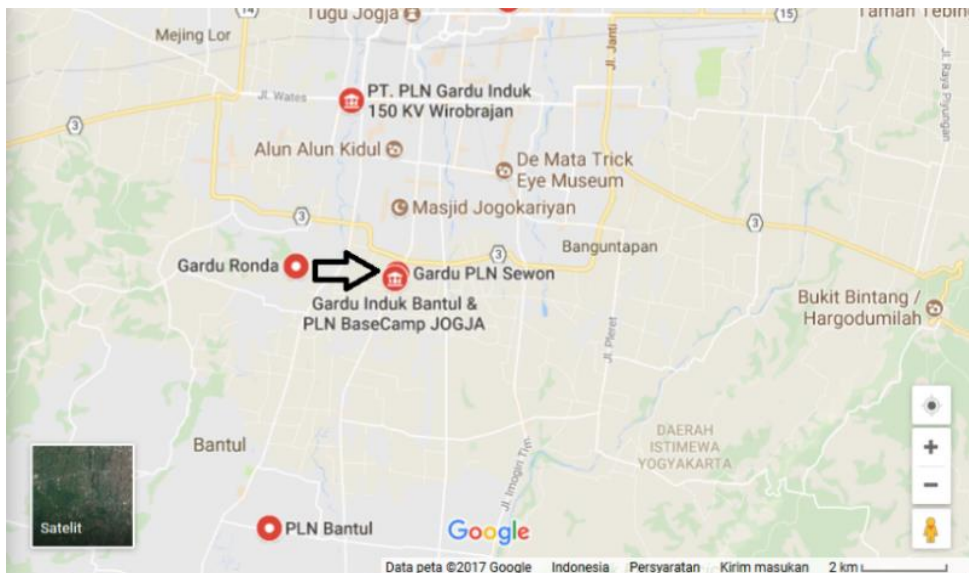 14
Tugu Jogja
15
Taman Tebing
Mejing Lor
Jl. Janti
Jl. Raya Piyungan
Jl. Wates
PT. PLN Gardu Induk
150 KV Wirobrajan
3
Alun Alun Kidul
De Mata Trick
Eye Museum
Masjid Jogokariyan
3
3
3
Banguntapan
Gardu Ronda
Gardu PLN Sewon
Gardu Induk Bantul &
PLN BaseCamp JOGJA
Bukit Bintang /
Hargodumilah
Jl. Pleret
DAERAH
ISTIMEWA
YOGYAKARTA
Bantul
Jl. Imogiri Tim
Satelit
PLN Bantul
Google
Data peta ©2017 Google Indonesia Persyaratan Kirim masukan 2 km